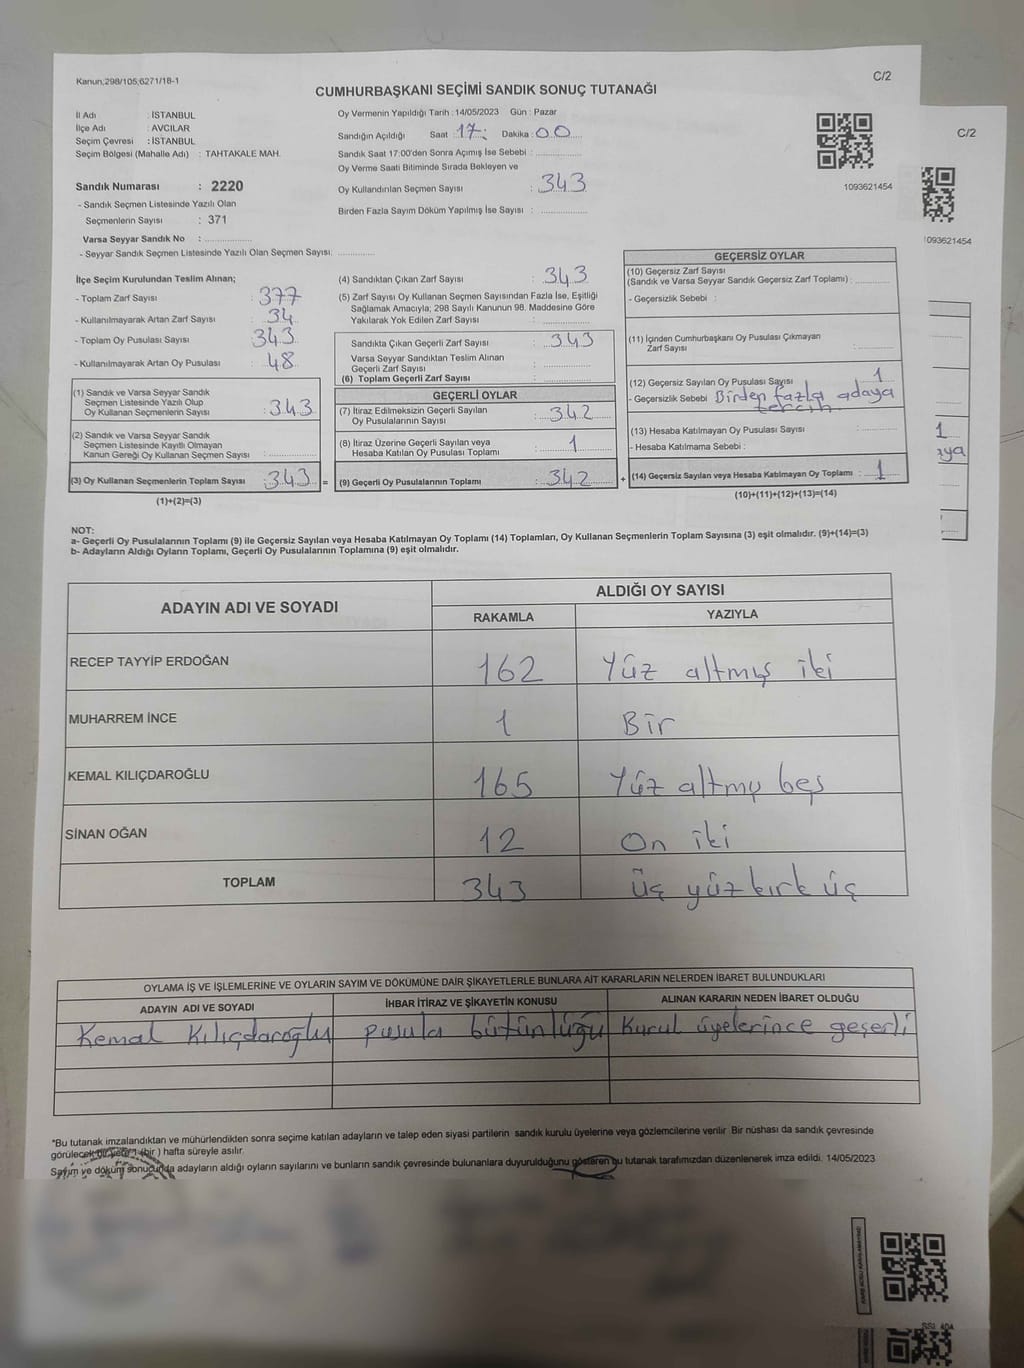 Kanun;298/105;6271/18-1
C/2
CUMHURBAŞKANI SEÇİMİ SANDIK SONUÇ TUTANAĞI
İl Adı : İSTANBUL
İlçe Adı : AVCILAR
Seçim Çevresi : İSTANBUL
Seçim Bölgesi (Mahalle Adı) : TAHTAKALE MAH.
Sandık Numarası : 2220
- Sandık Seçmen Listesinde Yazılı Olan
Seçmenlerin Sayısı : 371
Varsa Seyyar Sandık No : ..............
- Seyyar Sandık Seçmen Listesinde Yazılı Olan Seçmen Sayısı: ............
Oy Vermenin Yapıldığı Tarih : 14/05/2023 Gün : Pazar
Sandığın Açıldığı Saat 17: Dakika: 00
Sandık Saat 17:00'den Sonra Açımış İse Sebebi : ..............
Oy Verme Saati Bitiminde Sırada Bekleyen ve
Oy Kullandırılan Seçmen Sayısı : 343
Birden Fazla Sayım Döküm Yapılmış İse Sayısı : ..............
1093621454
C/2
1093621454
İlçe Seçim Kurulundan Teslim Alınan;
- Toplam Zarf Sayısı : 377
- Kullanılmayarak Artan Zarf Sayısı : 34
- Toplam Oy Pusulası Sayısı : 343
- Kullanılmayarak Artan Oy Pusulası : 48
(1) Sandık ve Varsa Seyyar Sandık
Seçmen Listesinde Yazılı Olup
Oy Kullanan Seçmenlerin Sayısı : 343
(2) Sandık ve Varsa Seyyar Sandık
Seçmen Listesinde Kayıtlı Olmayan
Kanun Gereği Oy Kullanan Seçmen Sayısı : ............
(3) Oy Kullanan Seçmenlerin Toplam Sayısı : 343 =
(1)+(2)=(3)
(4) Sandıktan Çıkan Zarf Sayısı : 343
(5) Zarf Sayısı Oy Kullanan Seçmen Sayısından Fazla İse, Eşitliği
Sağlamak Amacıyla; 298 Sayılı Kanunun 98. Maddesine Göre
Yakılarak Yok Edilen Zarf Sayısı : ............
Sandıkta Çıkan Geçerli Zarf Sayısı : 343
Varsa Seyyar Sandıktan Teslim Alınan
Geçerli Zarf Sayısı : ............
(6) Toplam Geçerli Zarf Sayısı : ............
GEÇERLİ OYLAR
(7) İtiraz Edilmeksizin Geçerli Sayılan
Oy Pusulalarının Sayısı : 342
(8) İtiraz Üzerine Geçerli Sayılan veya
Hesaba Katılan Oy Pusulası Toplamı : 1
(9) Geçerli Oy Pusulalarının Toplamı : 342 +
GEÇERSİZ OYLAR
(10) Geçersiz Zarf Sayısı
(Sandık ve Varsa Seyyar Sandık Geçersiz Zarf Toplamı) : ............
- Geçersizlik Sebebi :
(11) İçinden Cumhurbaşkanı Oy Pusulası Çıkmayan
Zarf Sayısı : ............
(12) Geçersiz Sayılan Oy Pusulası Sayısı : 1
- Geçersizlik Sebebi Birden fazla adaya
tercih
(13) Hesaba Katılmayan Oy Pusulası Sayısı : ............
- Hesaba Katılmama Sebebi :
(14) Geçersiz Sayılan veya Hesaba Katılmayan Oy Toplamı : 1
(10)+(11)+(12)+(13)=(14)
1
aya
NOT:
a- Geçerli Oy Pusulalarının Toplamı (9) ile Geçersiz Sayılan veya Hesaba Katılmayan Oy Toplamı (14) Toplamları, Oy Kullanan Seçmenlerin Toplam Sayısına (3) eşit olmalıdır. (9)+(14)=(3)
b- Adayların Aldığı Oyların Toplamı, Geçerli Oy Pusulalarının Toplamına (9) eşit olmalıdır.
ADAYIN ADI VE SOYADI ALDIĞI OY SAYISI
RAKAMLA YAZIYLA
RECEP TAYYİP ERDOĞAN 162 Yüz altmış iki
MUHARREM İNCE 1 Bir
KEMAL KILIÇDAROĞLU 165 Yüz altmış beş
SİNAN OĞAN 12 On iki
TOPLAM 343 üç yüz kırk üç
OYLAMA İŞ VE İŞLEMLERİNE VE OYLARIN SAYIM VE DÖKÜMÜNE DAİR ŞİKAYETLERLE BUNLARA AİT KARARLARIN NELERDEN İBARET BULUNDUKLARI
ADAYIN ADI VE SOYADI İHBAR İTİRAZ VE ŞİKAYETİN KONUSU ALINAN KARARIN NEDEN İBARET OLDUĞU
Kemal Kılıçdaroğlu pusula bütünlüğü Kurul üyelerince geçerli
*Bu tutanak imzalandıktan ve mühürlendikten sonra seçime katılan adayların ve talep eden siyasi partilerin sandık kurulu üyelerine veya gözlemcilerine verilir. Bir nüshası da sandık çevresinde
görülecek bir yere 1 (bir ) hafta süreyle asılır.
Sayım ve döküm sonucunda adayların aldığı oyların sayılarını ve bunların sandık çevresinde bulunanlara duyurulduğunu gösteren bu tutanak tarafımızdan düzenlenerek imza edildi. 14/05/2023